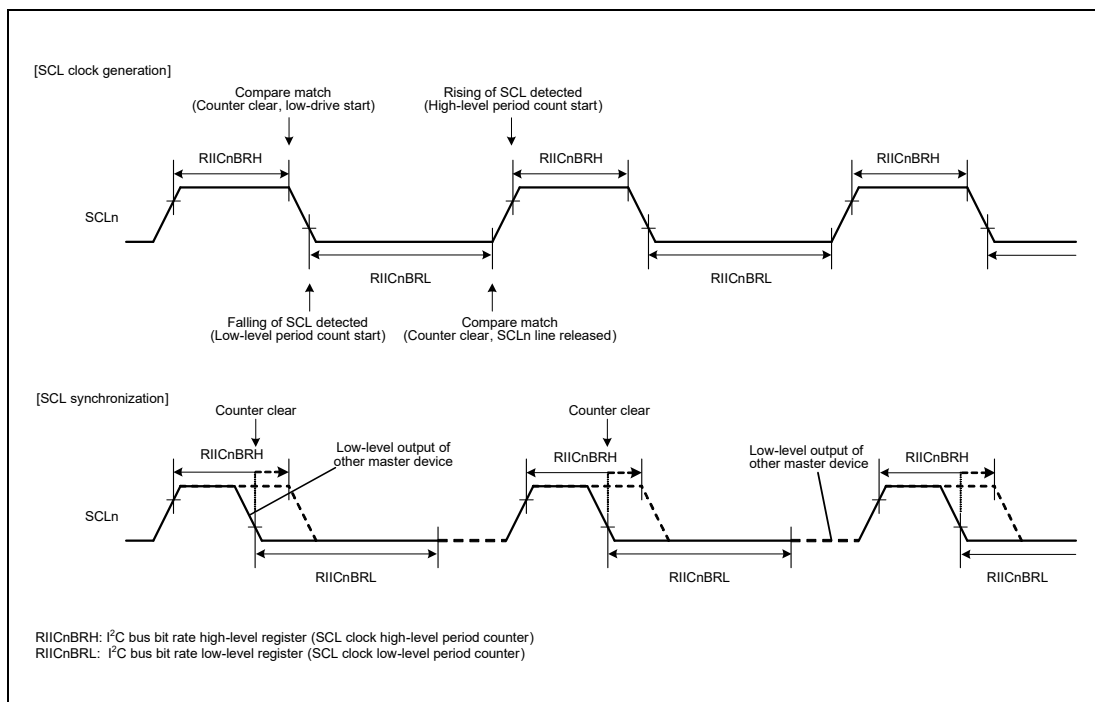 [SCL clock generation]
Compare match
(Counter clear, low-drive start)
Rising of SCL detected
(High-level period count start)
RIICnBRH
RIICnBRH
RIICnBRH
SCLn
RIICnBRL
RIICnBRL
Falling of SCL detected
(Low-level period count start)
Compare match
(Counter clear, SCLn line released)
[SCL synchronization]
Counter clear
Counter clear
RIICnBRH
Low-level output of
other master device
RIICnBRH
Low-level output of
other master device
RIICnBRH
SCLn
RIICnBRL
RIICnBRL
RIICnBRL
RIICnBRH: I²C bus bit rate high-level register (SCL clock high-level period counter)
RIICnBRL: I²C bus bit rate low-level register (SCL clock low-level period counter)